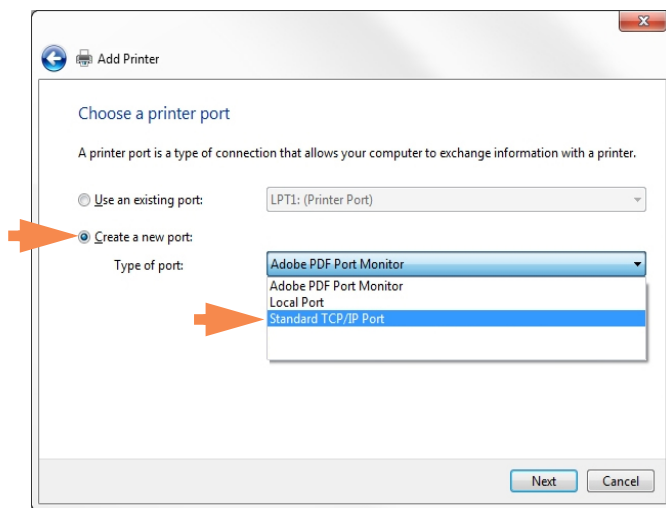 Add Printer
Choose a printer port
A printer port is a type of connection that allows your computer to exchange information with a printer.
Use an existing port:
LPT1: (Printer Port)
Create a new port:
Type of port:
Adobe PDF Port Monitor
Adobe PDF Port Monitor
Local Port
Standard TCP/IP Port
Next
Cancel